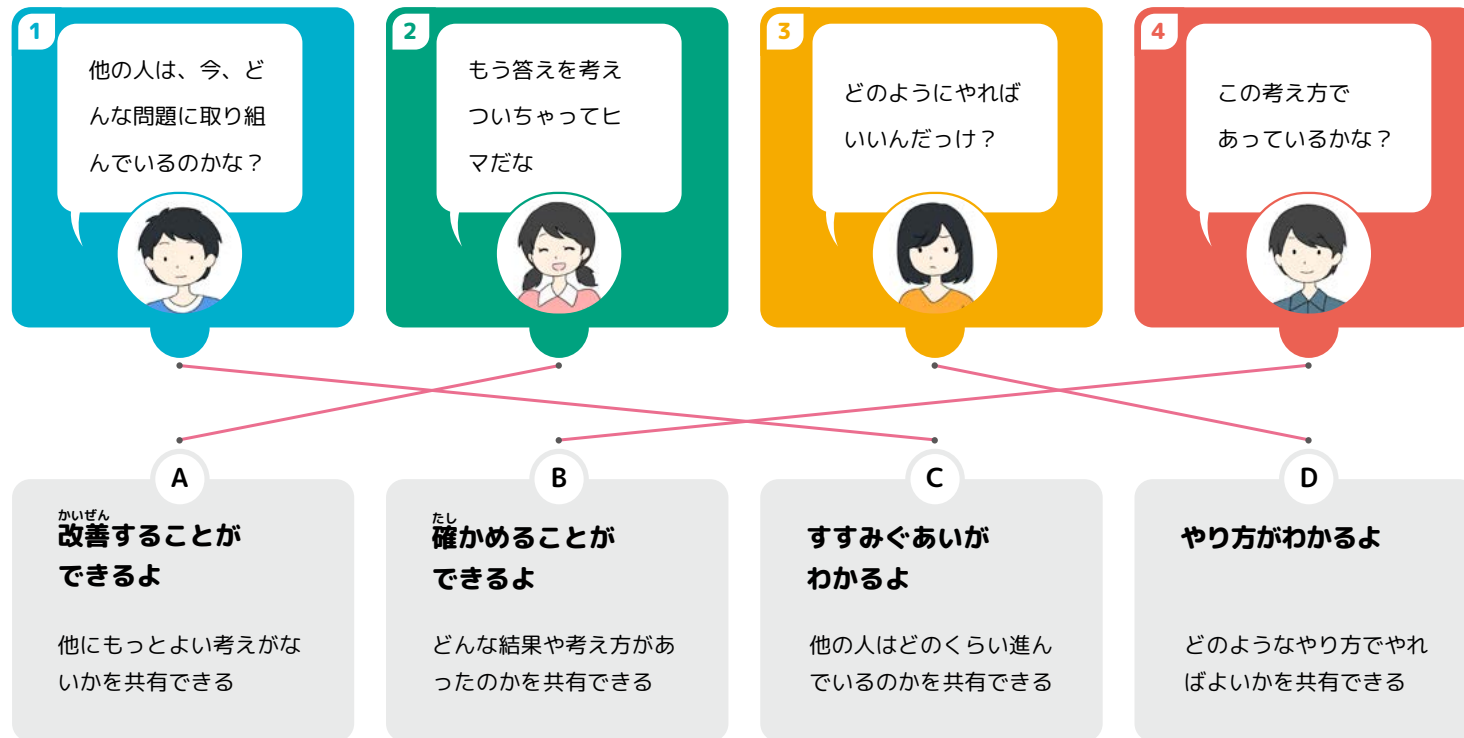 1
他の人は、今、ど
んな問題に取り組
んでいるのかな？
2
もう答えを考え
ついちゃってヒ
マだな
3
どのようにやれば
いいんだっけ？
4
この考え方で
あっているかな？
A
かいぜん
改善することが
できるよ
他にもっとよい考えがな
いかを共有できる
B
たし
確かめることが
できるよ
どんな結果や考え方があ
ったのかを共有できる
C
すすみぐあいが
わかるよ
他の人はどのくらい進ん
でいるのかを共有できる
D
やり方がわかるよ
どのようなやり方でやれ
ばよいかを共有できる